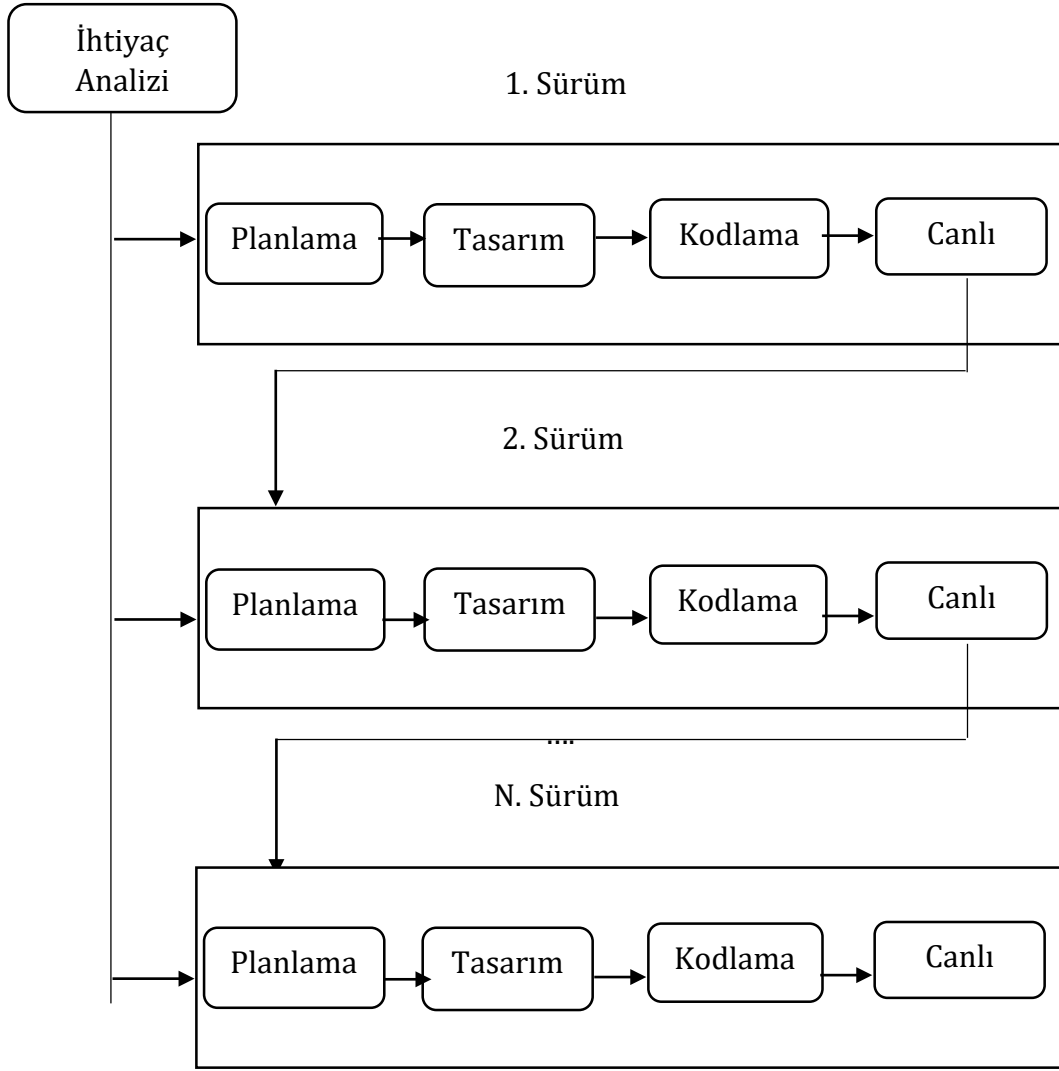 İhtiyaç
Analizi
1. Sürüm
Planlama
Tasarım
Kodlama
Canlı
2. Sürüm
Planlama
Tasarım
Kodlama
Canlı
....
N. Sürüm
Planlama
Tasarım
Kodlama
Canlı